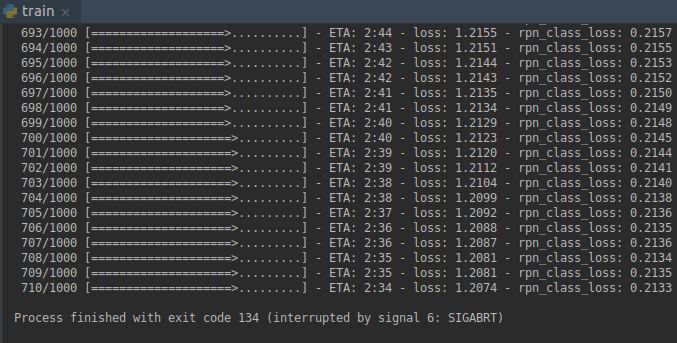 train ×
693/1000 [===================>..........] - ETA: 2:44 - loss: 1.2155 - rpn_class_loss: 0.2157
694/1000 [===================>..........] - ETA: 2:43 - loss: 1.2151 - rpn_class_loss: 0.2155
695/1000 [===================>..........] - ETA: 2:42 - loss: 1.2144 - rpn_class_loss: 0.2153
696/1000 [===================>..........] - ETA: 2:42 - loss: 1.2143 - rpn_class_loss: 0.2152
697/1000 [===================>..........] - ETA: 2:41 - loss: 1.2135 - rpn_class_loss: 0.2150
698/1000 [===================>..........] - ETA: 2:41 - loss: 1.2134 - rpn_class_loss: 0.2149
699/1000 [===================>..........] - ETA: 2:40 - loss: 1.2129 - rpn_class_loss: 0.2148
700/1000 [====================>.........] - ETA: 2:40 - loss: 1.2123 - rpn_class_loss: 0.2145
701/1000 [====================>.........] - ETA: 2:39 - loss: 1.2120 - rpn_class_loss: 0.2144
702/1000 [====================>.........] - ETA: 2:39 - loss: 1.2112 - rpn_class_loss: 0.2141
703/1000 [====================>.........] - ETA: 2:38 - loss: 1.2104 - rpn_class_loss: 0.2140
704/1000 [====================>.........] - ETA: 2:38 - loss: 1.2099 - rpn_class_loss: 0.2138
705/1000 [====================>.........] - ETA: 2:37 - loss: 1.2092 - rpn_class_loss: 0.2136
706/1000 [====================>.........] - ETA: 2:36 - loss: 1.2088 - rpn_class_loss: 0.2135
707/1000 [====================>.........] - ETA: 2:36 - loss: 1.2087 - rpn_class_loss: 0.2136
708/1000 [====================>.........] - ETA: 2:35 - loss: 1.2081 - rpn_class_loss: 0.2134
709/1000 [====================>.........] - ETA: 2:35 - loss: 1.2081 - rpn_class_loss: 0.2135
710/1000 [====================>.........] - ETA: 2:34 - loss: 1.2074 - rpn_class_loss: 0.2133
Process finished with exit code 134 (interrupted by signal 6: SIGABRT)